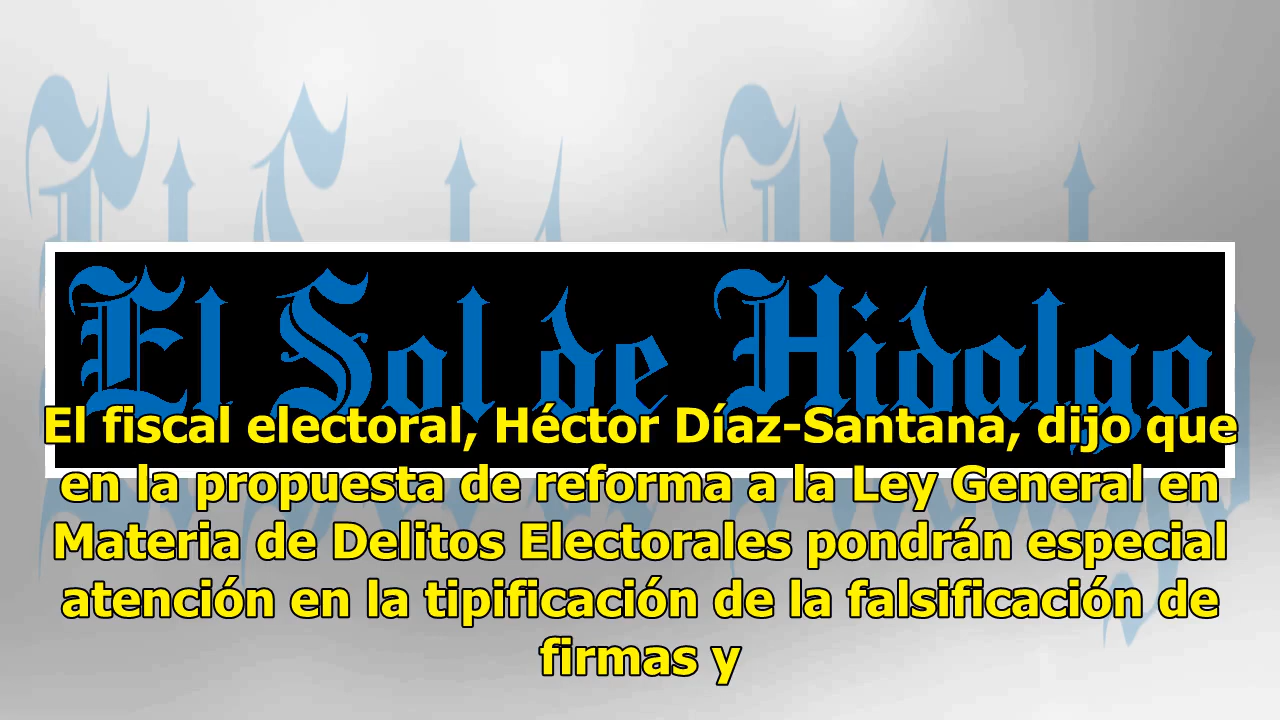 El Sol de Hidalgo
El fiscal electoral, Héctor Díaz-Santana, dijo que
en la propuesta de reforma a la Ley General en
Materia de Delitos Electorales pondrán especial
atención en la tipificación de la falsificación de
firmas y